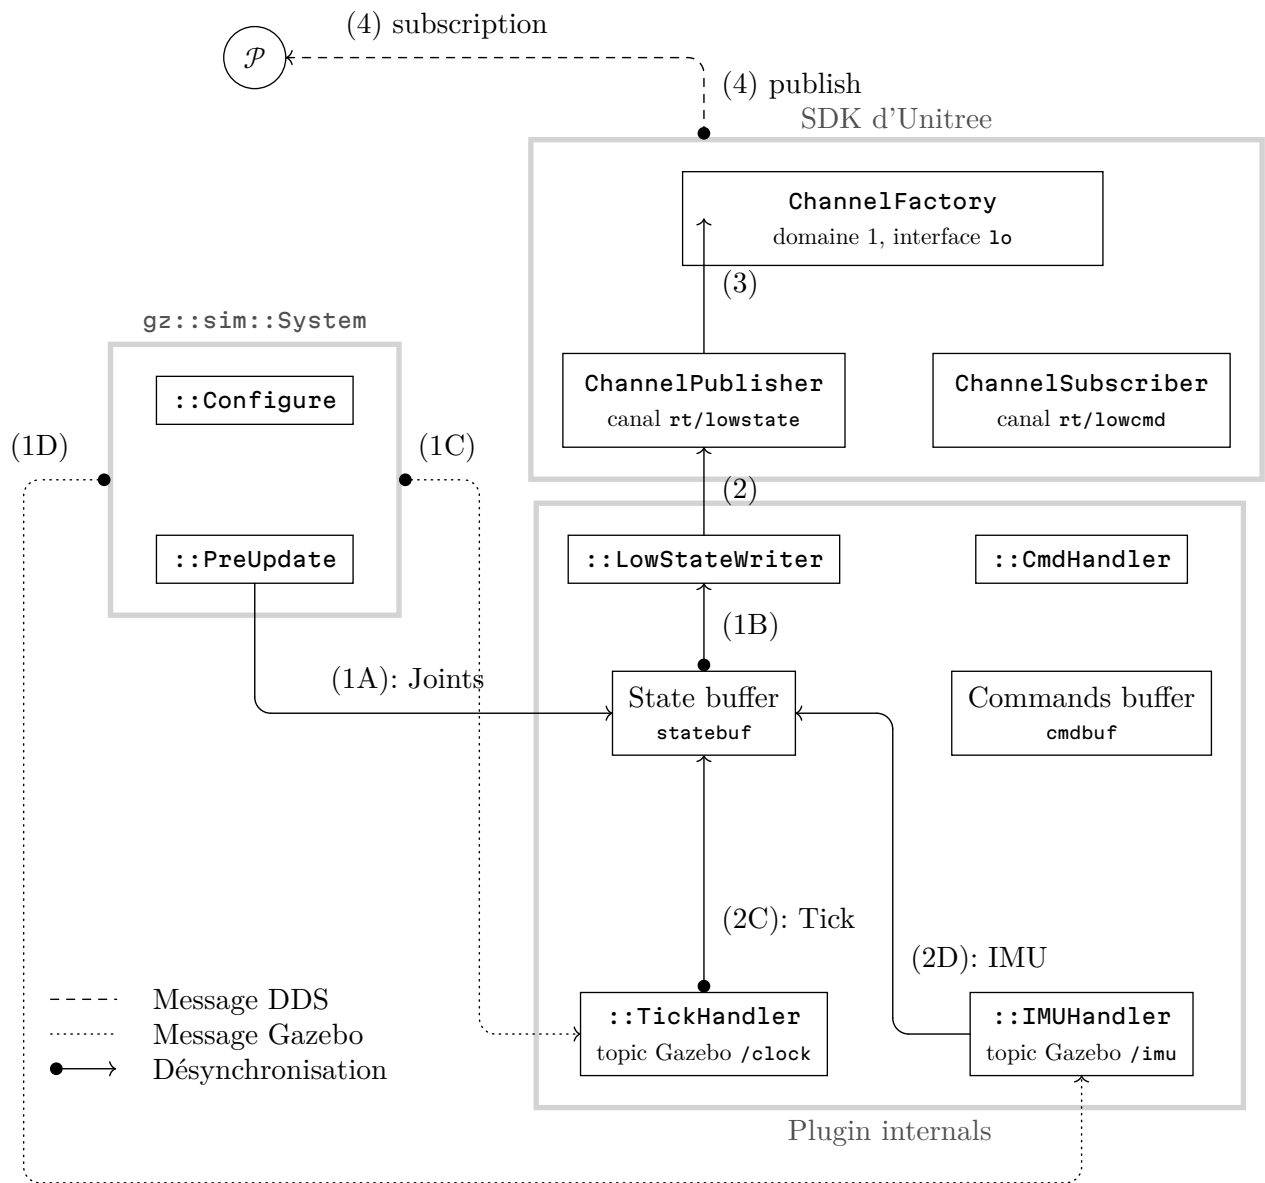 (4) subscription
𝒫
(4) publish
SDK d'Unitree
ChannelFactory
domaine 1, interface lo
(3)
gz::sim::System
::Configure
ChannelPublisher
canal rt/lowstate
ChannelSubscriber
canal rt/lowcmd
(1D)
(1C)
(2)
::PreUpdate
::LowStateWriter
::CmdHandler
(1B)
(1A): Joints
State buffer
statebuf
Commands buffer
cmdbuf
(2C): Tick
(2D): IMU
Message DDS
Message Gazebo
Désynchronisation
::TickHandler
topic Gazebo /clock
::IMUHandler
topic Gazebo /imu
Plugin internals